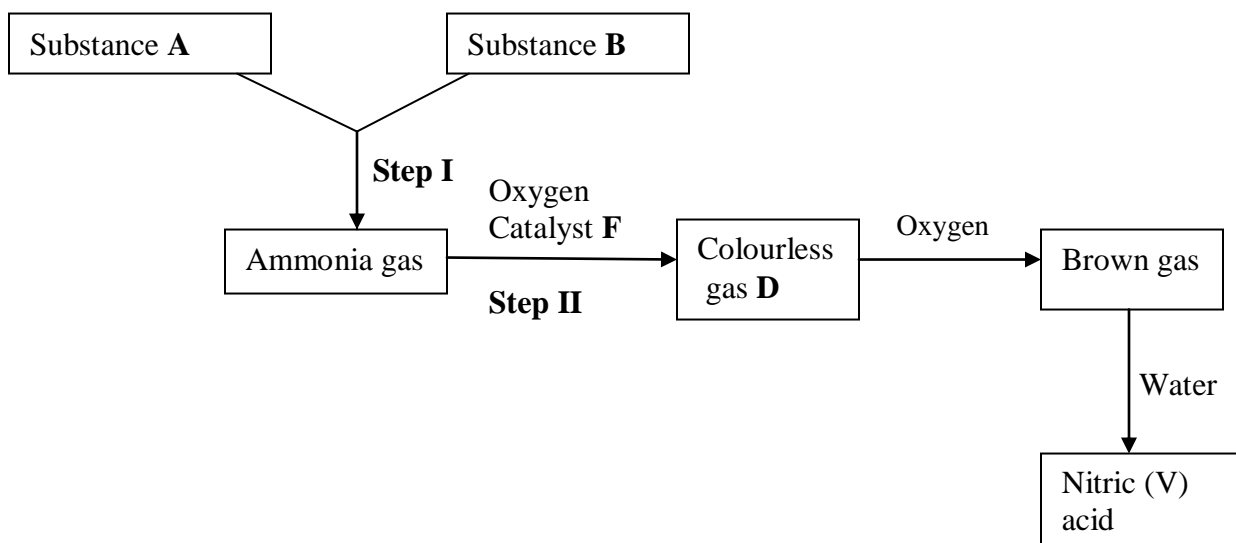 Substance A
Substance B
Step I
Oxygen
Catalyst F
Step II
Ammonia gas
Colourless
gas D
Oxygen
Brown gas
Water
Nitric (V)
acid